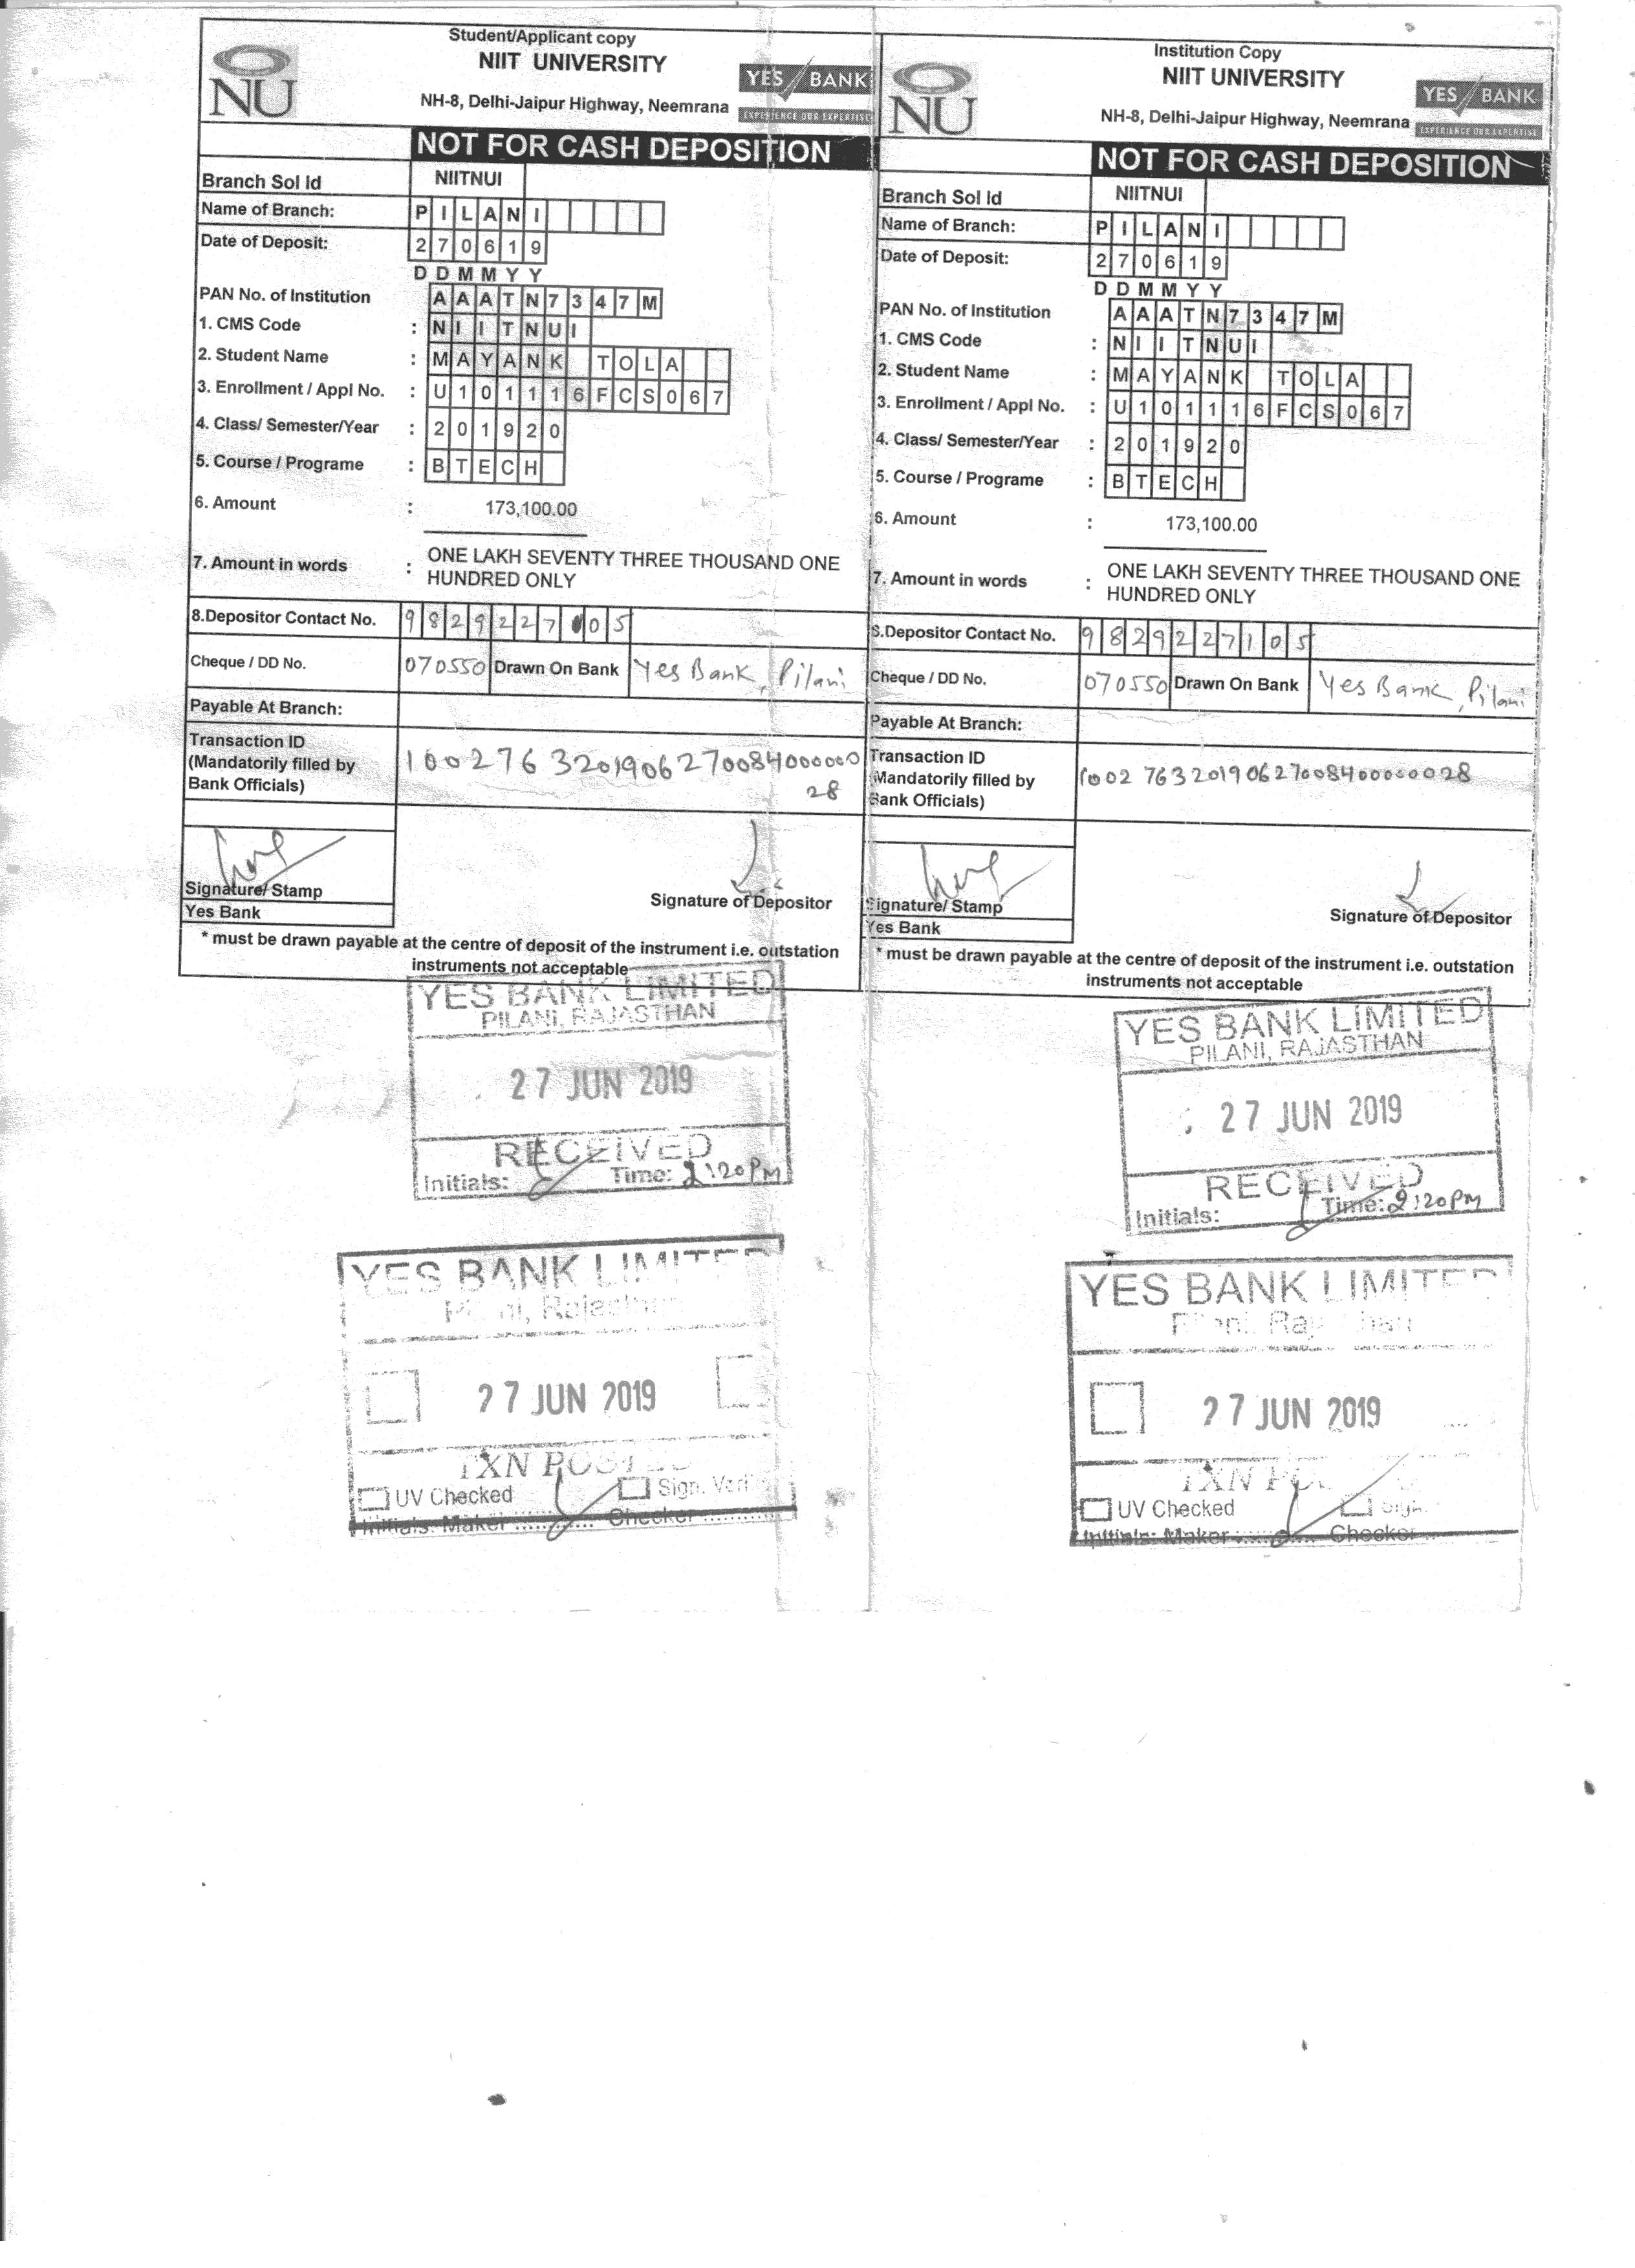 Student/Applicant copy
NIIT UNIVERSITY
NU
YES BANK
NH-8, Delhi-Jaipur Highway, Neemrana
EXPERIENCE OUR EXPERTISE
NOT FOR CASH DEPOSITION
Branch Sol Id NIITNUI
Name of Branch: PILANI
Date of Deposit: 270619
DDMMYY
PAN No. of Institution AAATN7347M
1. CMS Code : NIITNUI
2. Student Name : MAYANK TOLA
3. Enrollment / Appl No. : U101116FCS067
4. Class/ Semester/Year : 201920
5. Course / Programe : BTECH
6. Amount : 173,100.00
7. Amount in words : ONE LAKH SEVENTY THREE THOUSAND ONE
HUNDRED ONLY
8.Depositor Contact No. 9829227105
Cheque / DD No. 070550 Drawn On Bank Yes Bank, Pilani
Payable At Branch:
Transaction ID
(Mandatorily filled by
Bank Officials)
100276320190627008400000028
Signature/ Stamp
Yes Bank
Signature of Depositor
* must be drawn payable at the centre of deposit of the instrument i.e. outstation
instruments not acceptable
YES BANK LIMITED
PILANI, RAJASTHAN
27 JUN 2019
RECEIVED
Initials: Time: 2:20PM
YES BANK LIMITED
Pilani, Rajasthan
27 JUN 2019
TXN POSTED
UV Checked Sign. Veri
Initials: Maker Checker
Institution Copy
NIIT UNIVERSITY
NU
YES BANK
NH-8, Delhi-Jaipur Highway, Neemrana
EXPERIENCE OUR EXPERTISE
NOT FOR CASH DEPOSITION
Branch Sol Id NIITNUI
Name of Branch: PILANI
Date of Deposit: 270619
DDMMYY
PAN No. of Institution AAATN7347M
1. CMS Code : NIITNUI
2. Student Name : MAYANK TOLA
3. Enrollment / Appl No. : U101116FCS067
4. Class/ Semester/Year : 201920
5. Course / Programe : BTECH
6. Amount : 173,100.00
7. Amount in words : ONE LAKH SEVENTY THREE THOUSAND ONE
HUNDRED ONLY
8.Depositor Contact No. 9829227105
Cheque / DD No. 070550 Drawn On Bank Yes Bank, Pilani
Payable At Branch:
Transaction ID
Mandatorily filled by
Bank Officials)
100276320190627008400000028
Signature/ Stamp
Yes Bank
Signature of Depositor
* must be drawn payable at the centre of deposit of the instrument i.e. outstation
instruments not acceptable
YES BANK LIMITED
PILANI, RAJASTHAN
27 JUN 2019
RECEIVED
Initials: Time: 2:20PM
YES BANK LIMITED
27 JUN 2019
TXN
UV Checked Sign.
Initials: Maker Checker